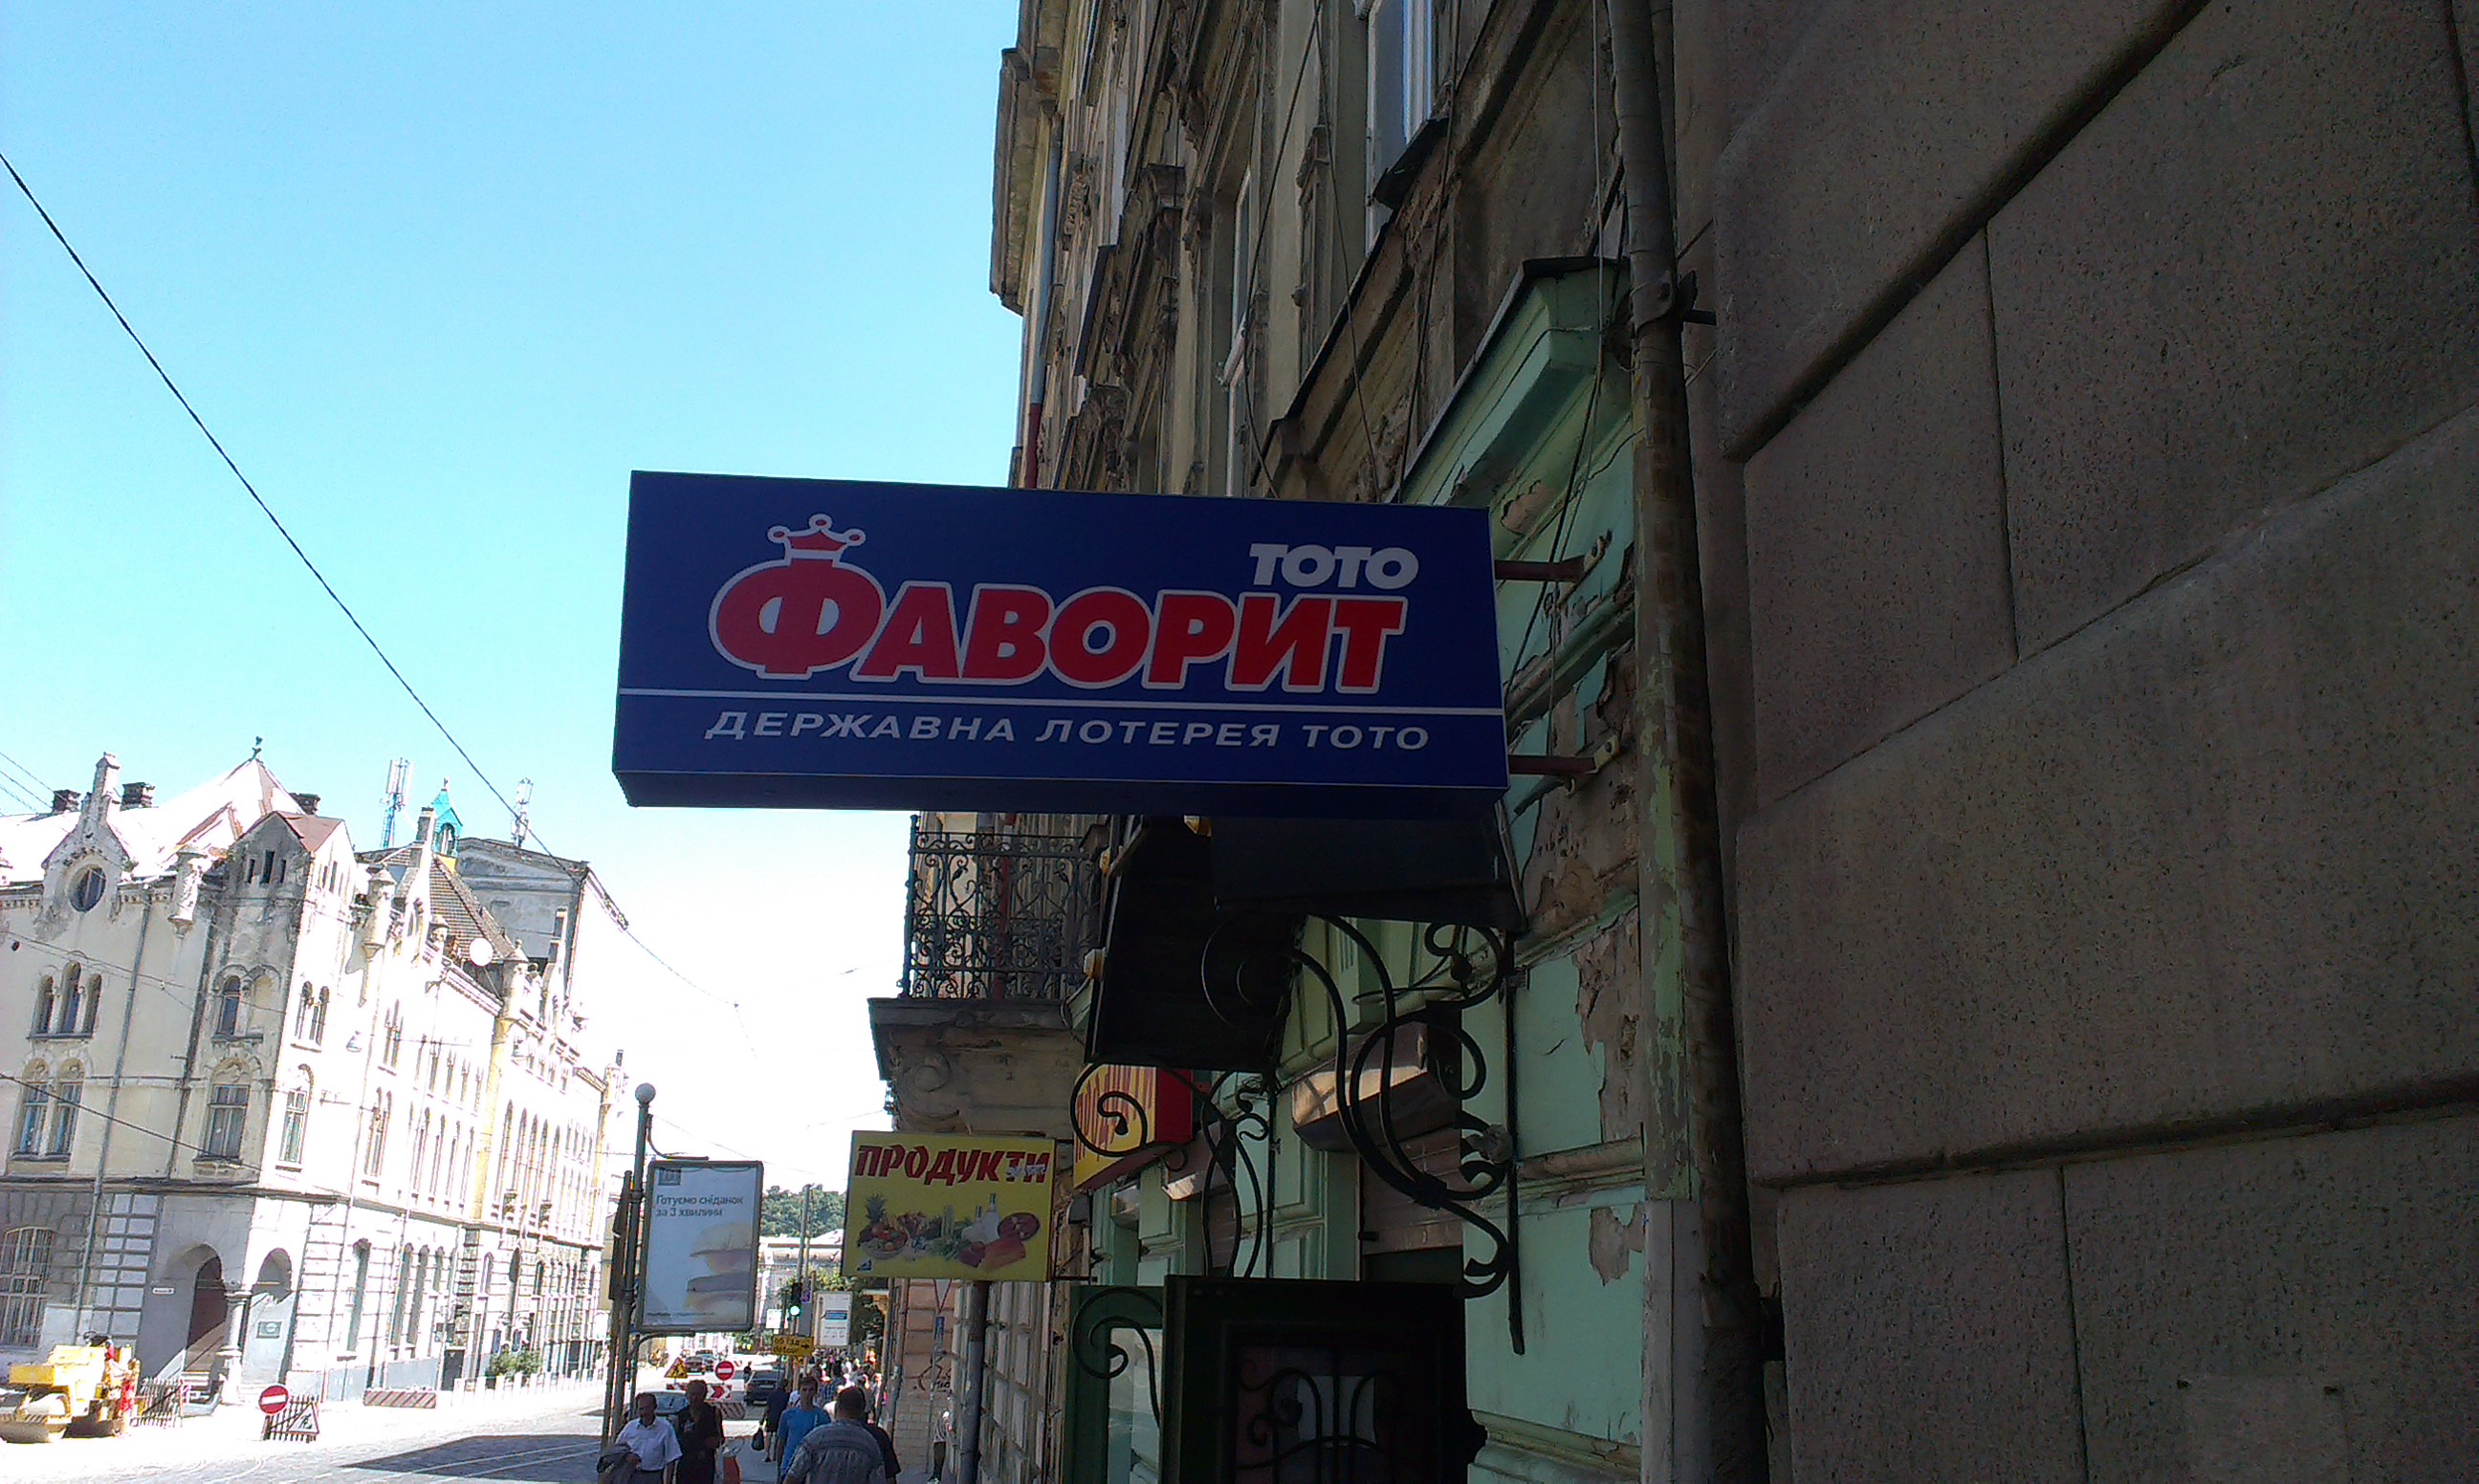 ТОТО
ФАВОРИТ
ДЕРЖАВНА ЛОТЕРЕЯ ТОТО
ПРОДУКТИ
Готуємо сніданок
за 3 хвилини